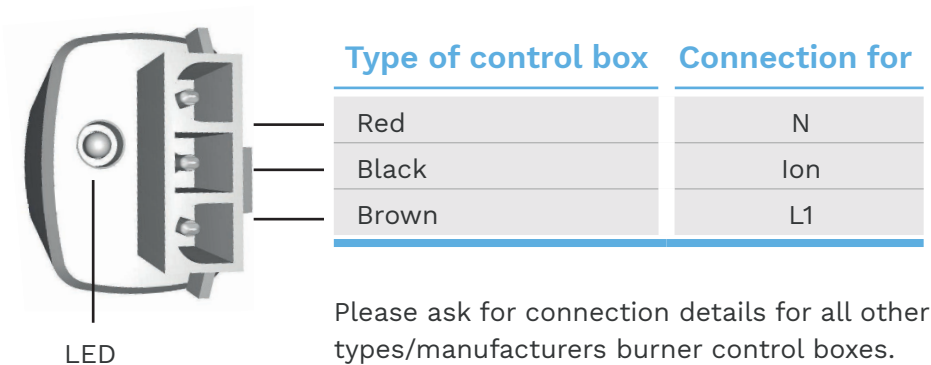 Type of control box Connection for
Red N
Black Ion
Brown L1
Please ask for connection details for all other
types/manufacturers burner control boxes.
LED